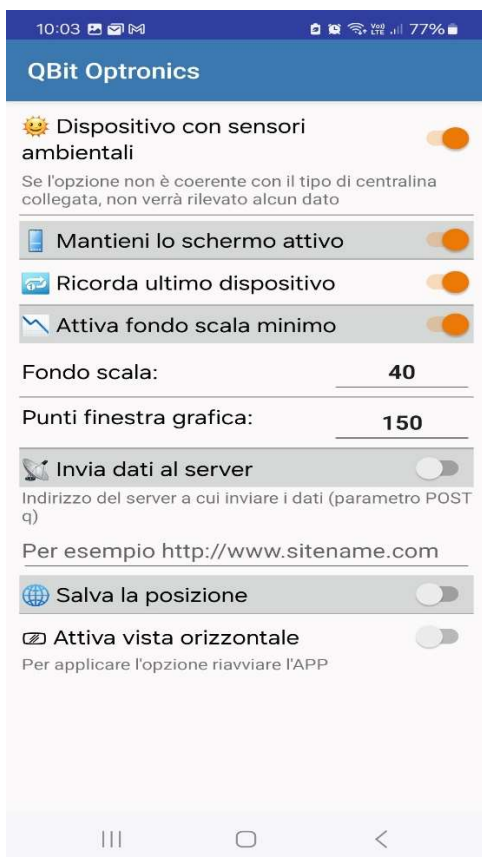 10:03 77%
QBit Optronics
Dispositivo con sensori
ambientali
Se l'opzione non è coerente con il tipo di centralina
collegata, non verrà rilevato alcun dato
Mantieni lo schermo attivo
Ricorda ultimo dispositivo
Attiva fondo scala minimo
Fondo scala: 40
Punti finestra grafica: 150
Invia dati al server
Indirizzo del server a cui inviare i dati (parametro POST
q)
Per esempio http://www.sitename.com
Salva la posizione
Attiva vista orizzontale
Per applicare l'opzione riavviare l'APP